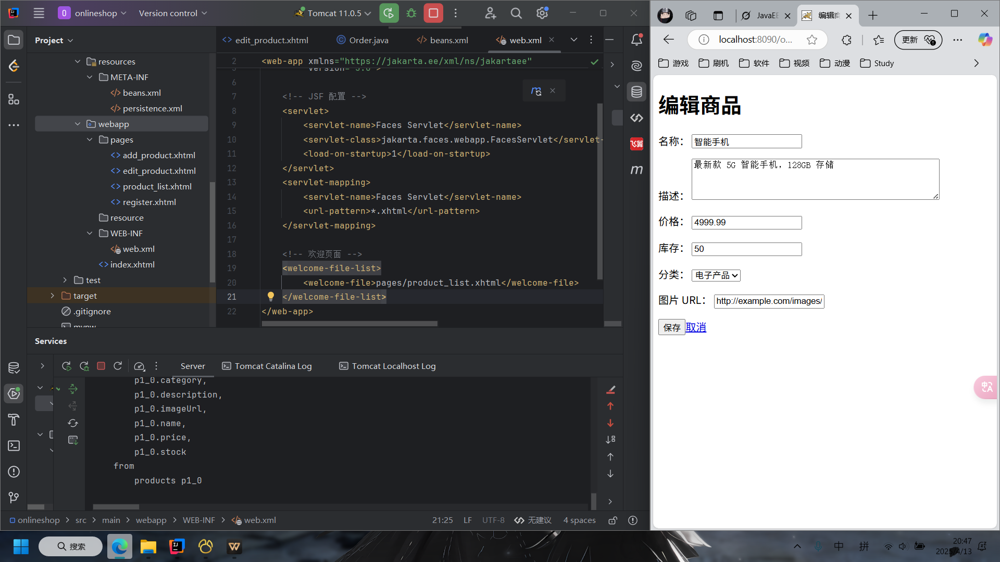 O onlineshop
Version control
Tomcat 11.0.5
Project
resources
META-INF
beans.xml
persistence.xml
webapp
pages
add_product.xhtml
edit_product.xhtml
product_list.xhtml
register.xhtml
resource
WEB-INF
web.xml
index.xhtml
test
target
.gitignore
edit_product.xhtml
Order.java
beans.xml
web.xml
2 <web-app xmlns="https://jakarta.ee/xml/ns/jakartaee"
6
7 <!-- JSF 配置 -->
8 <servlet>
9 <servlet-name>Faces Servlet</servlet-name>
10 <servlet-class>jakarta.faces.webapp.FacesServlet</servlet-
11 <load-on-startup>1</load-on-startup>
12 </servlet>
13 <servlet-mapping>
14 <servlet-name>Faces Servlet</servlet-name>
15 <url-pattern>*.xhtml</url-pattern>
16 </servlet-mapping>
17
18 <!-- 欢迎页面 -->
19 <welcome-file-list>
20 <welcome-file>pages/product_list.xhtml</welcome-file>
21 </welcome-file-list>
22 </web-app>
飞算
m
Services
Server
Tomcat Catalina Log
Tomcat Localhost Log
p1_0.category,
p1_0.description,
p1_0.imageUrl,
p1_0.name,
p1_0.price,
p1_0.stock
from
products p1_0
onlineshop > src > main > webapp > WEB-INF > web.xml
21:25 LF UTF-8 无建议 4 spaces
JavaEE
编辑商
localhost:8090/o...
更新
游戏 刷机 软件 视频 动漫 Study
编辑商品
名称： 智能手机
最新款 5G 智能手机，128GB 存储
描述：
价格： 4999.99
库存： 50
分类： 电子产品
图片 URL： http://example.com/images/
保存 取消
搜索
中 拼
20:47
2025/4/13